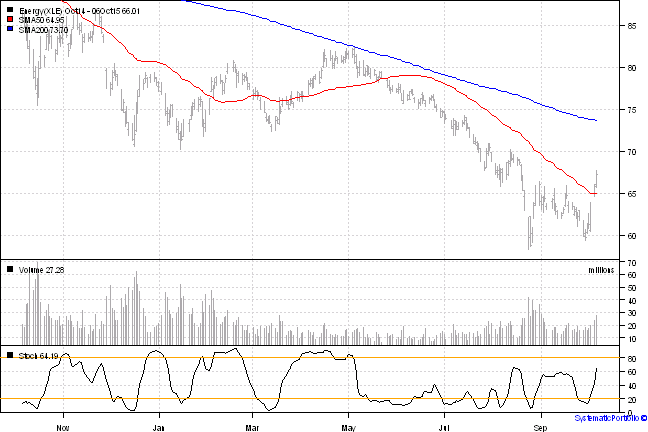 Energy(XLE) Oct14 - 06Oct15 66.01
SMA50 64.95
SMA200 73.70
85
80
75
70
65
60
Volume 27.28
millions
70
60
50
40
30
20
10
Stoch 64.19
80
60
40
20
0
Nov
Jan
Mar
May
Jul
Sep
SystematicPortfolio ©